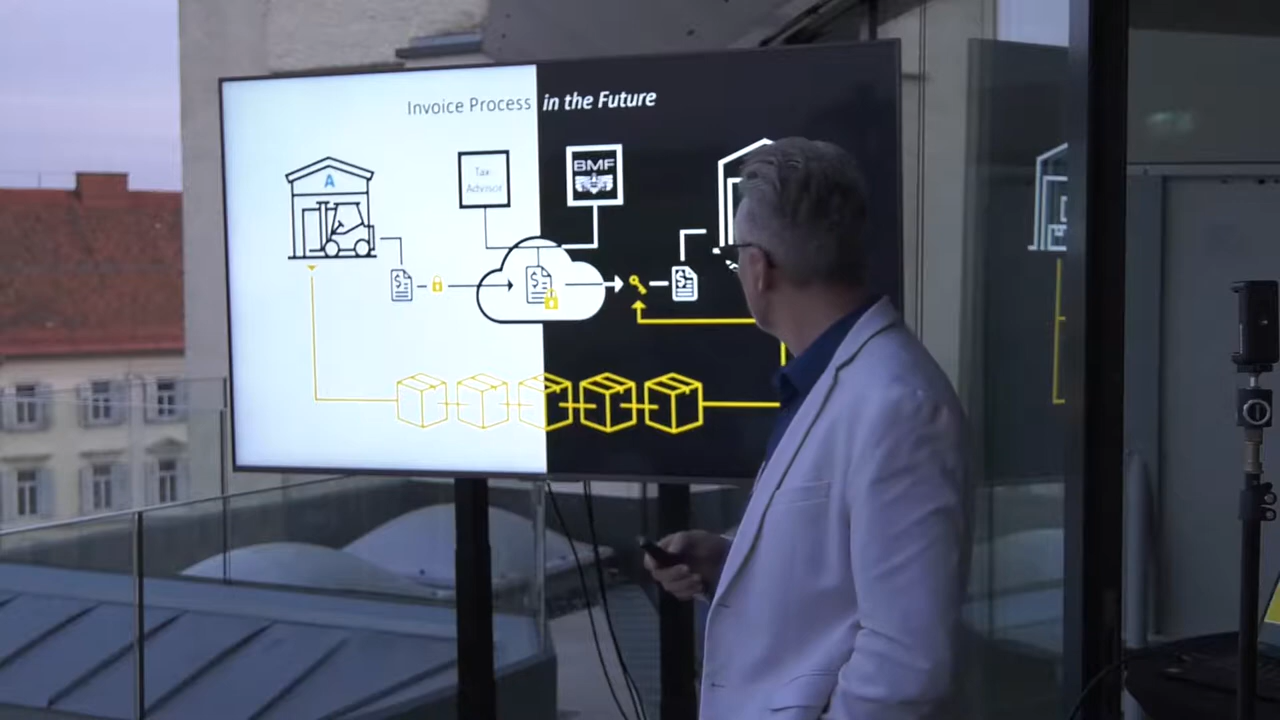 Invoice Process in the Future
A
Tax
Advisor
BMF
$
$
$